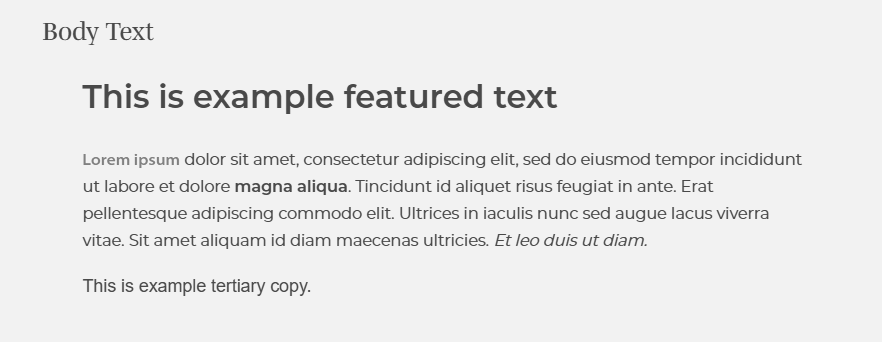 Body Text
This is example featured text
Lorem ipsum dolor sit amet, consectetur adipiscing elit, sed do eiusmod tempor incididunt
ut labore et dolore magna aliqua. Tincidunt id aliquet risus feugiat in ante. Erat
pellentesque adipiscing commodo elit. Ultrices in iaculis nunc sed augue lacus viverra
vitae. Sit amet aliquam id diam maecenas ultricies. Et leo duis ut diam.
This is example tertiary copy.